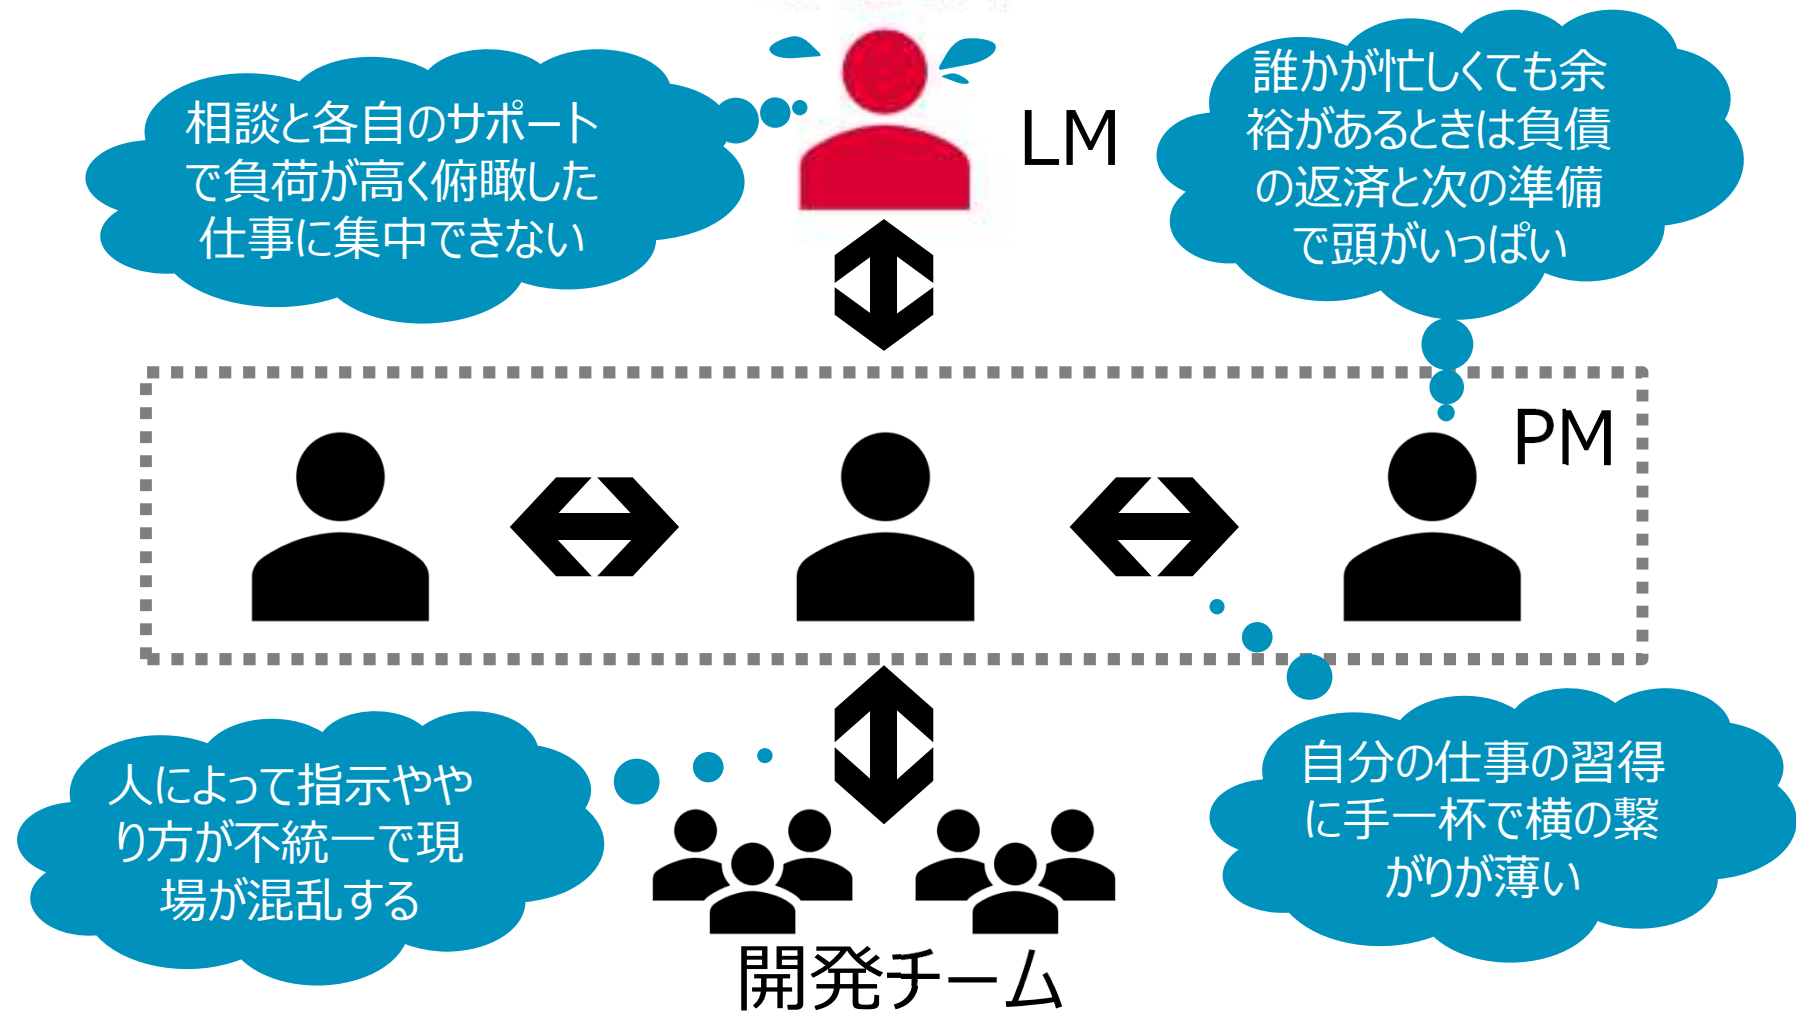 相談と各自のサポート
で負荷が高く俯瞰した
仕事に集中できない
LM
誰かが忙しくても余
裕があるときは負債
の返済と次の準備
で頭がいっぱい
PM
人によって指示やや
り方が不統一で現
場が混乱する
自分の仕事の習得
に手一杯で横の繋
がりが薄い
開発チーム